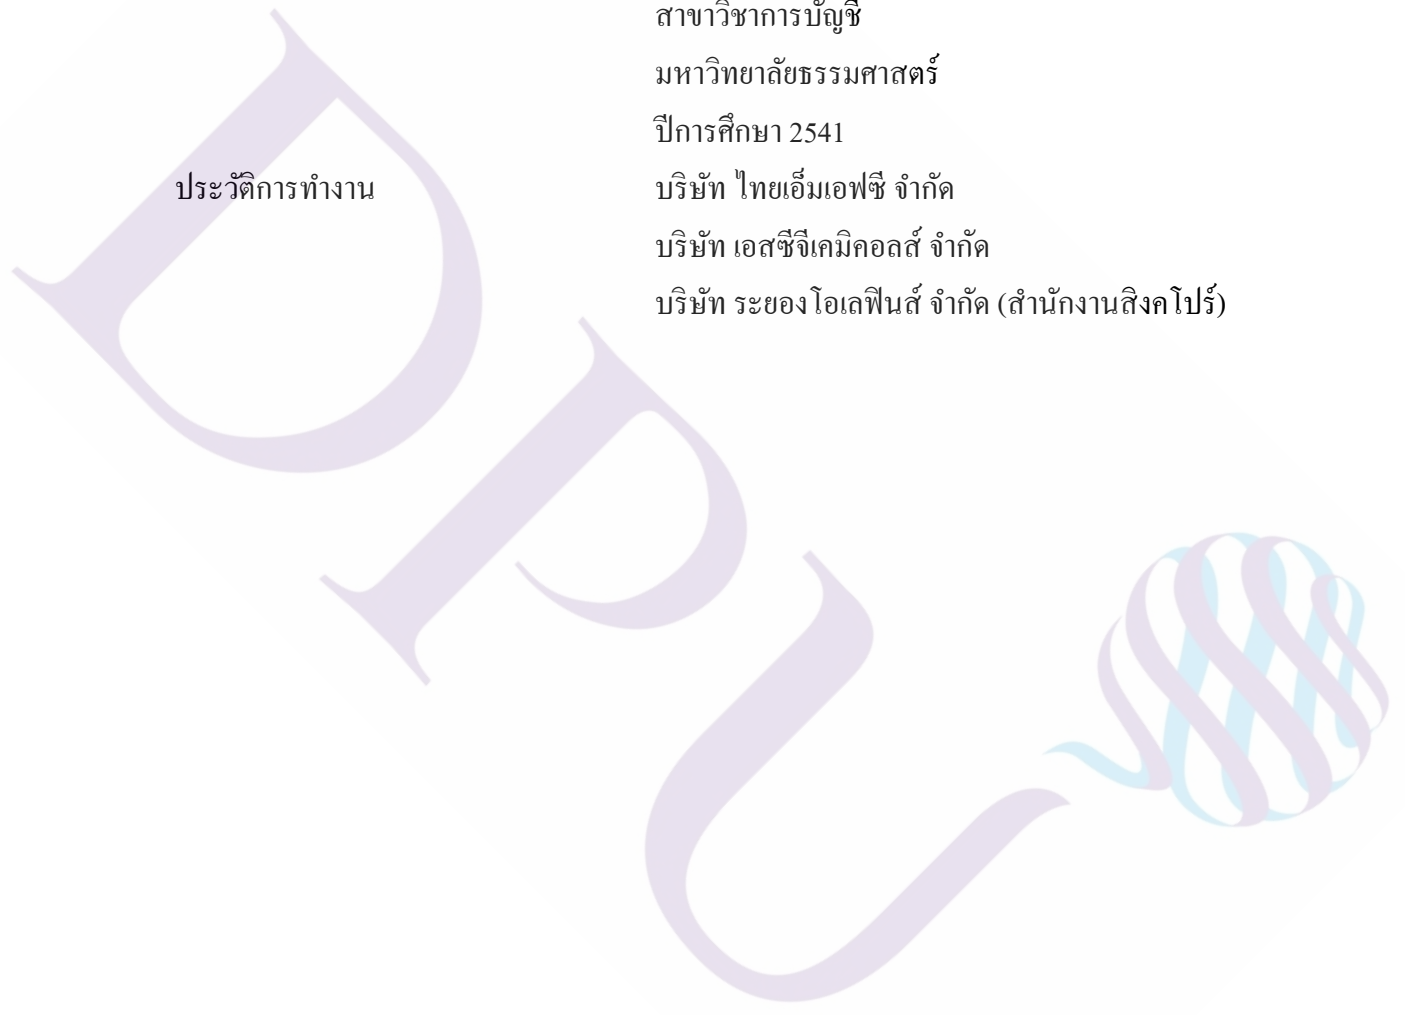 สาขาวิชาการบัญชี
มหาวิทยาลัยธรรมศาสตร์
ปีการศึกษา 2541
ประวัติการทำงาน บริษัท ไทยเอ็มเอฟซี จำกัด
บริษัท เอสซีจีเคมิคอลส์ จำกัด
บริษัท ระยองโอเลฟินส์ จำกัด (สำนักงานสิงคโปร์)
DPU